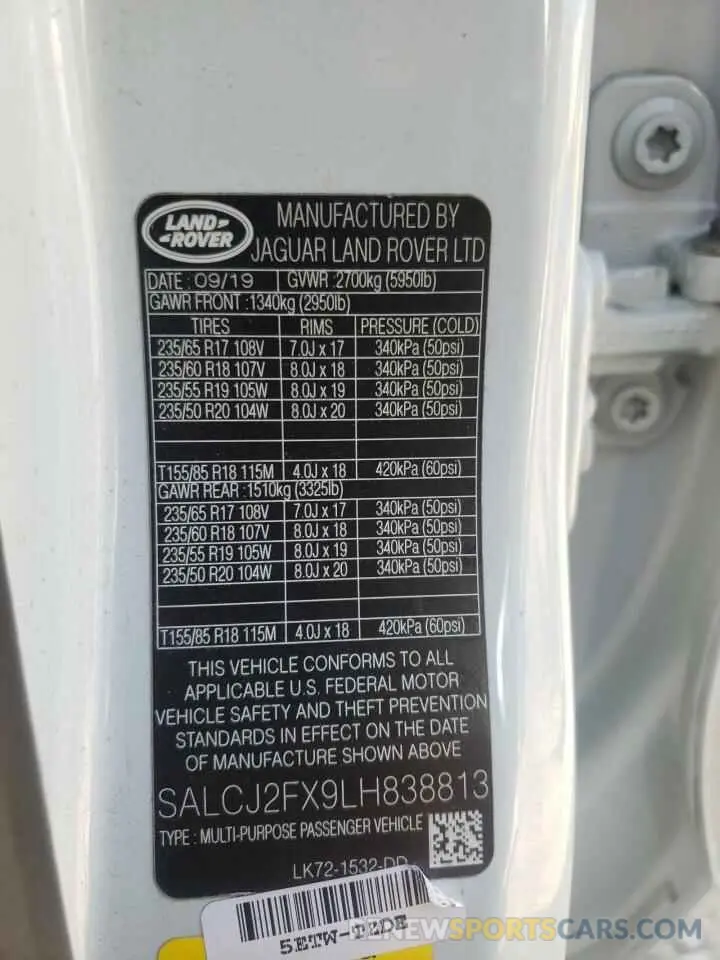 LAND ROVER
MANUFACTURED BY
JAGUAR LAND ROVER LTD
DATE : 09/19 GVWR :2700kg (5950lb)
GAWR FRONT :1340kg (2950lb)
TIRES RIMS PRESSURE (COLD)
235/65 R17 108V 7.0J x 17 340kPa (50psi)
235/60 R18 107V 8.0J x 18 340kPa (50psi)
235/55 R19 105W 8.0J x 19 340kPa (50psi)
235/50 R20 104W 8.0J x 20 340kPa (50psi)
T155/85 R18 115M 4.0J x 18 420kPa (60psi)
GAWR REAR :1510kg (3325lb)
235/65 R17 108V 7.0J x 17 340kPa (50psi)
235/60 R18 107V 8.0J x 18 340kPa (50psi)
235/55 R19 105W 8.0J x 19 340kPa (50psi)
235/50 R20 104W 8.0J x 20 340kPa (50psi)
T155/85 R18 115M 4.0J x 18 420kPa (60psi)
THIS VEHICLE CONFORMS TO ALL
APPLICABLE U.S. FEDERAL MOTOR
VEHICLE SAFETY AND THEFT PREVENTION
STANDARDS IN EFFECT ON THE DATE
OF MANUFACTURE SHOWN ABOVE
SALCJ2FX9LH838813
TYPE : MULTI-PURPOSE PASSENGER VEHICLE
LK72-1532-DD
RENEWSPORTSCARS.COM